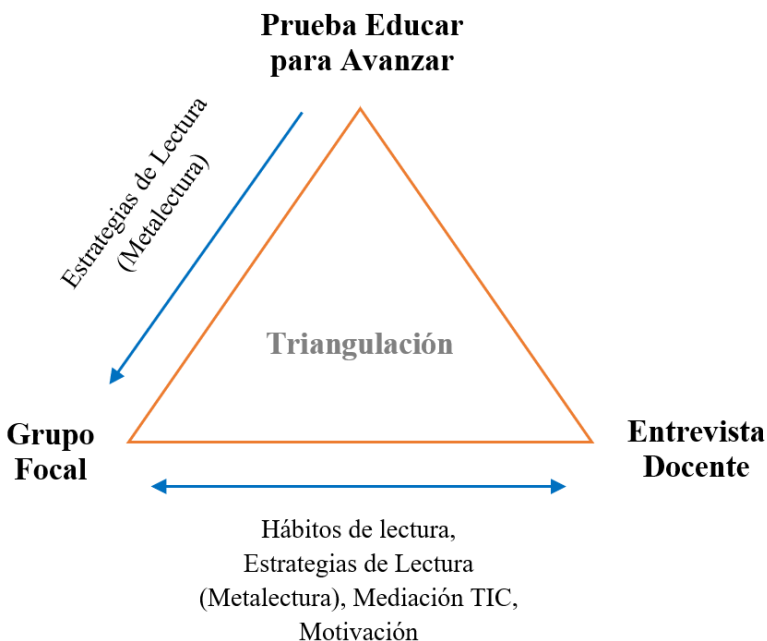 Prueba Educar
para Avanzar
Estrategias de Lectura
(Metalectura)
Triangulación
Grupo
Focal
Entrevista
Docente
Hábitos de lectura,
Estrategias de Lectura
(Metalectura), Mediación TIC,
Motivación